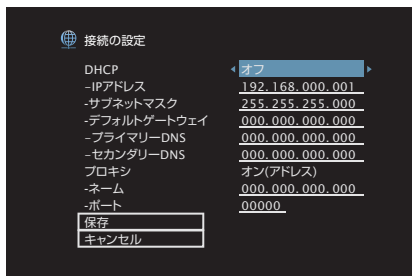 接続の設定
DHCP オフ
-IPアドレス 192.168.000.001
-サブネットマスク 255.255.255.000
-デフォルトゲートウェイ 000.000.000.000
-プライマリーDNS 000.000.000.000
-セカンダリーDNS 000.000.000.000
プロキシ オン(アドレス)
-ネーム 000.000.000.000
-ポート 00000
保存
キャンセル